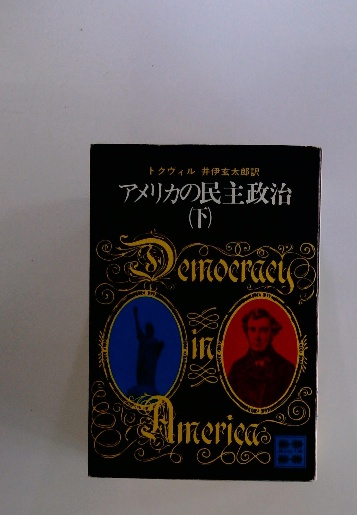 トクヴィル 井伊玄太郎訳
アメリカの民主政治
(下)
Democracy
in
America